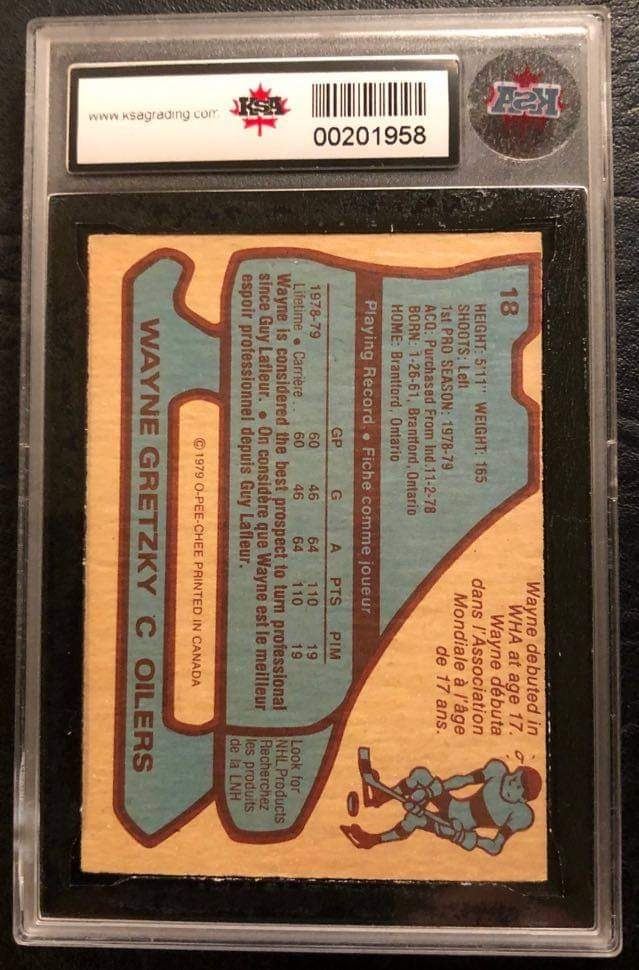 www.ksagrading.com
KSA
00201958
KSA
18
HEIGHT: 5'11" WEIGHT: 165
SHOOTS: Left
1st PRO SEASON: 1978-79
ACQ: Purchased From Ind. 11-2-78
BORN: 1-26-61, Brantford, Ontario
HOME: Brantford, Ontario
Wayne debuted in
WHA at age 17.
Wayne débuta
dans l'Association
Mondiale à l'âge
de 17 ans.
Playing Record. • Fiche comme joueur
GP G A PTS PIM
1978-79 60 46 64 110 19
Lifetime • Carrière.. 60 46 64 110 19
Wayne is considered the best prospect to turn professional
since Guy Lafleur. • On considère que Wayne est le meilleur
espoir professionnel depuis Guy Lafleur.
Look for
NHL Products
Recherchez
les produits
de la LNH
© 1979 O-PEE-CHEE PRINTED IN CANADA
WAYNE GRETZKY C OILERS